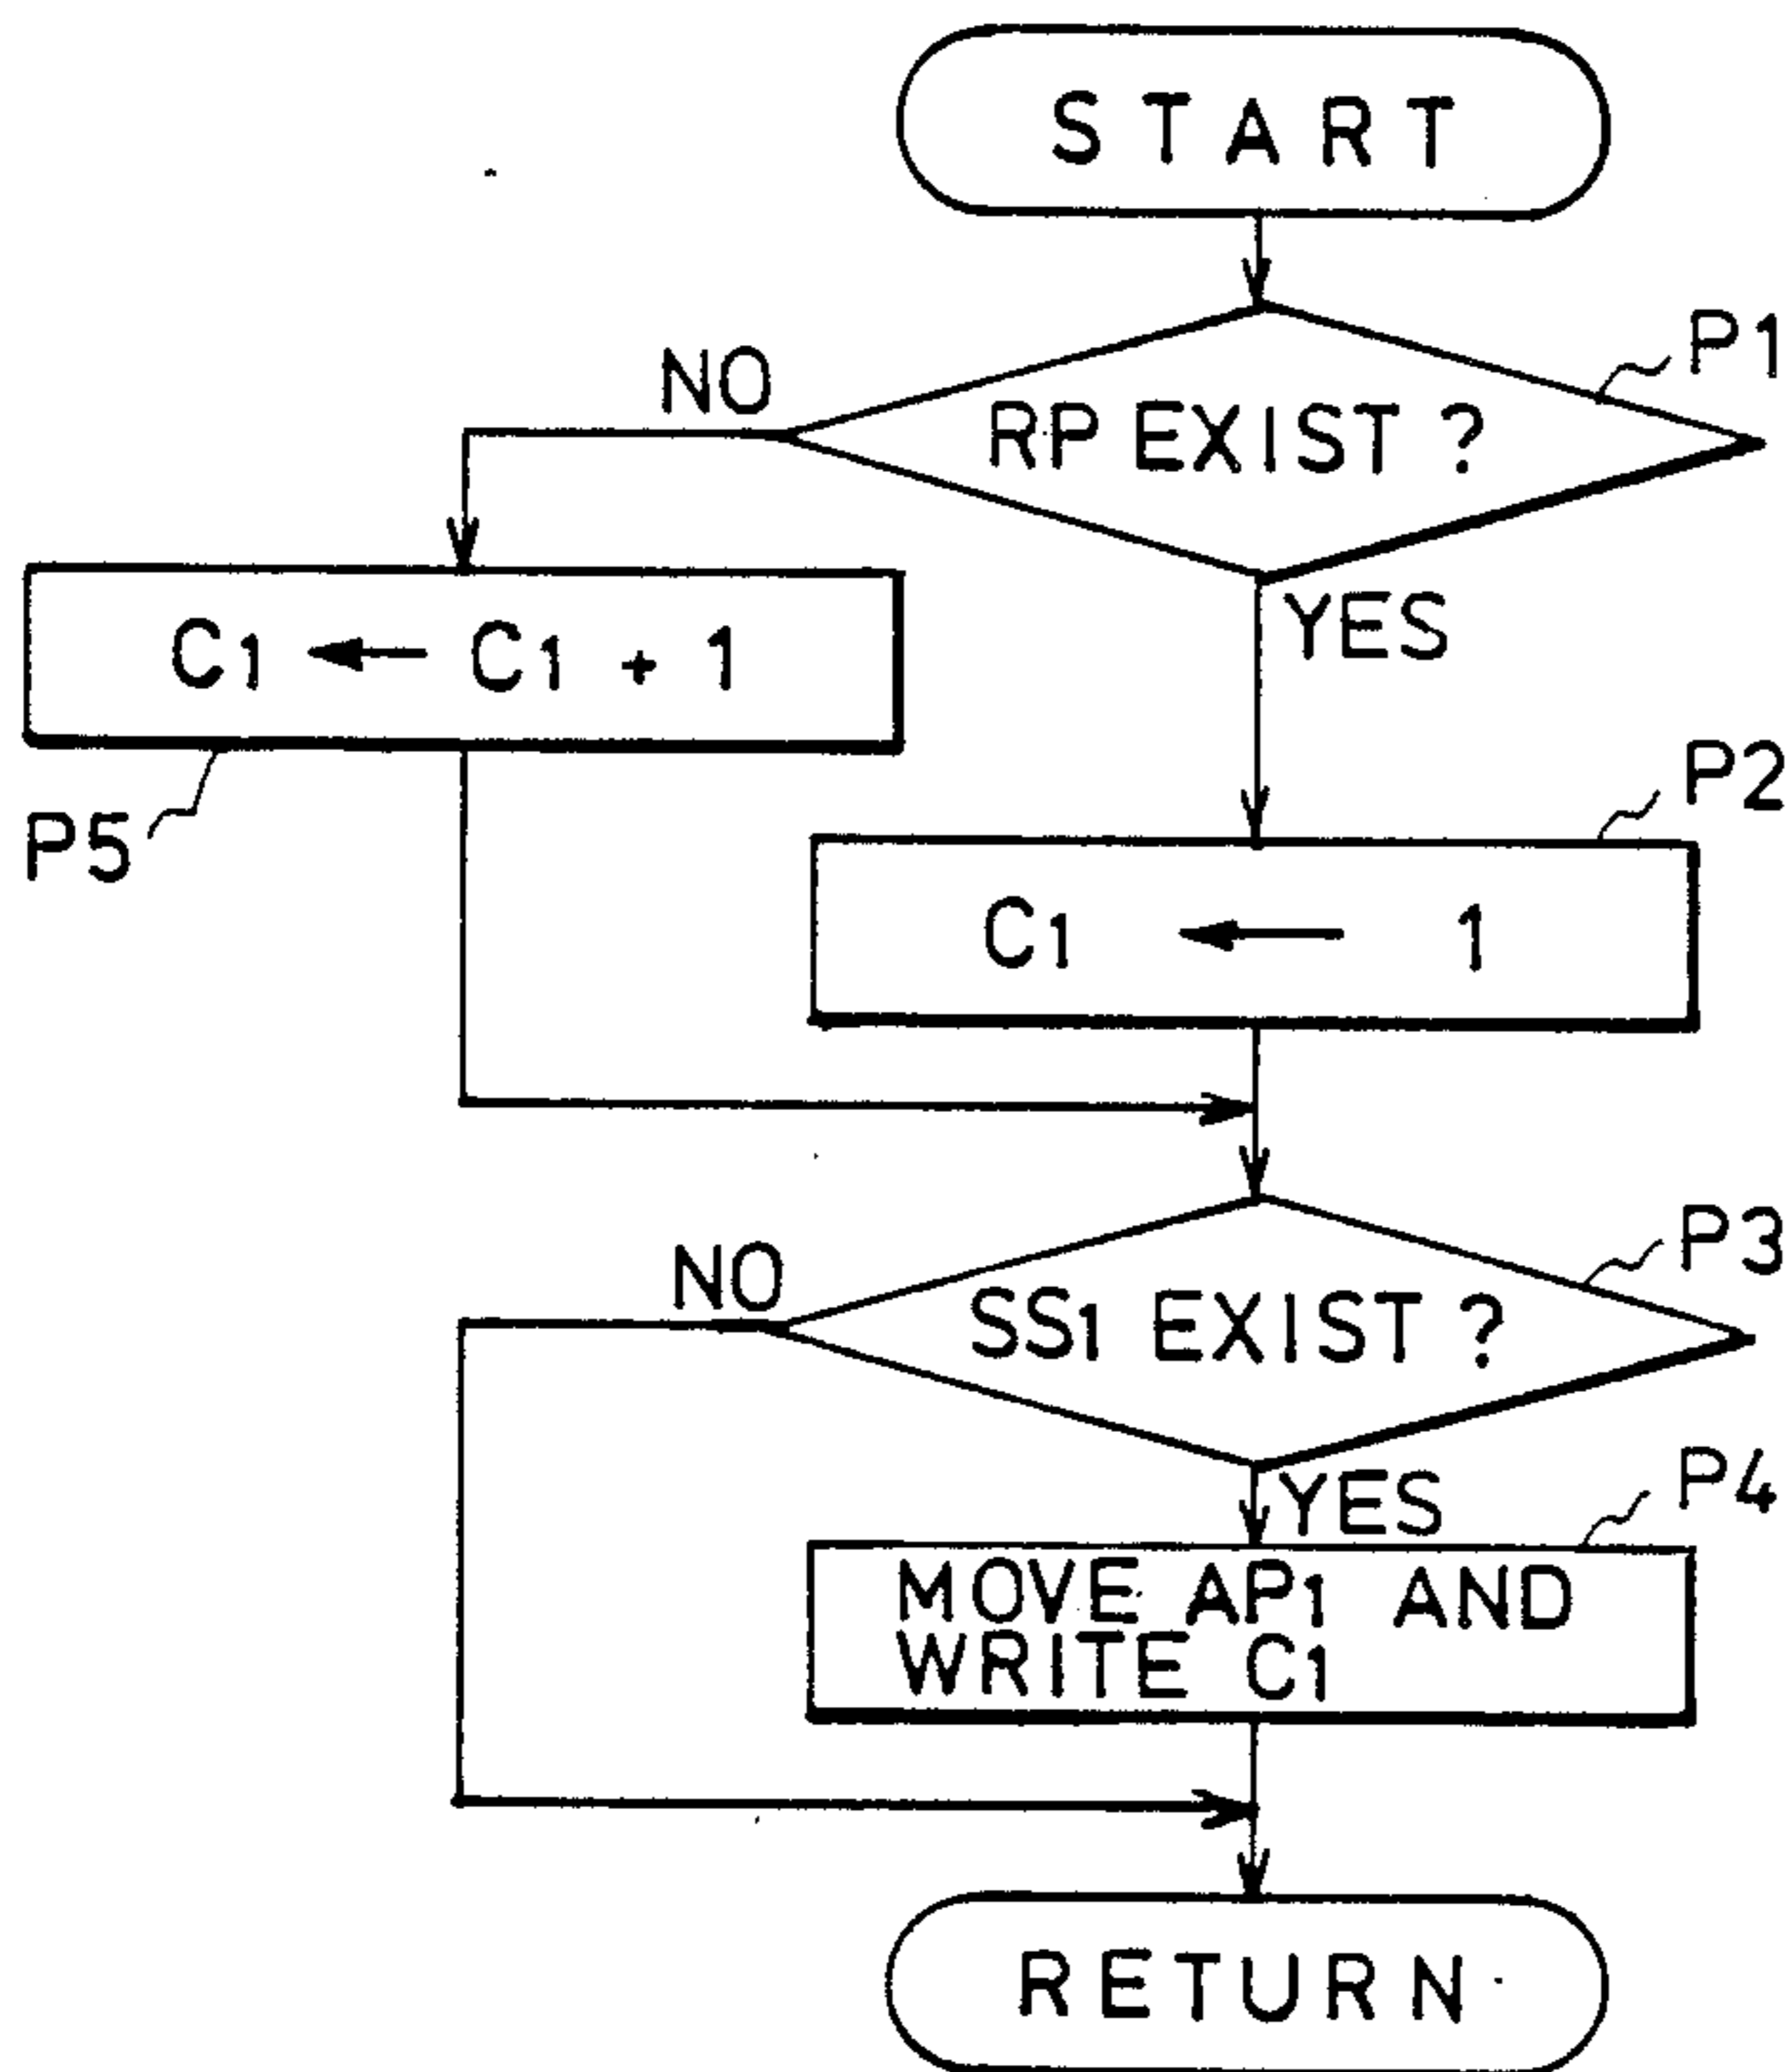 START
P1
NO
RP EXIST ?
YES
C1 ← C1 + 1
P5
P2
C1 ← 1
P3
NO
SS1 EXIST ?
YES
P4
MOVE AP1 AND
WRITE C1
RETURN